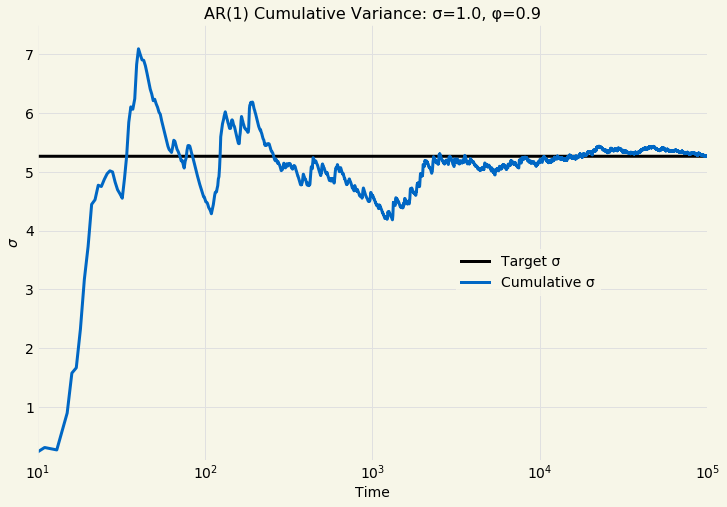 AR(1) Cumulative Variance: σ=1.0, φ=0.9
7
6
5
4
3
2
1
σ
Target σ
Cumulative σ
10¹ 10² 10³ 10⁴ 10⁵
Time